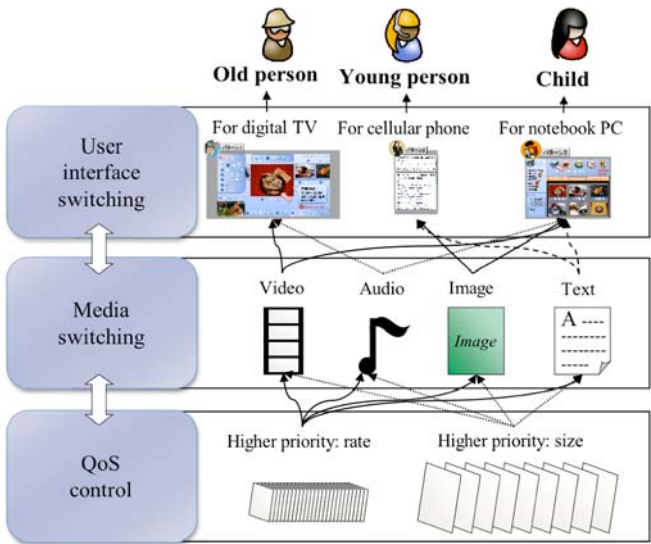 Old person
Young person
Child
User
interface
switching
For digital TV
For cellular phone
For notebook PC
Media
switching
Video
Audio
Image
Text
Image
A
QoS
control
Higher priority: rate
Higher priority: size